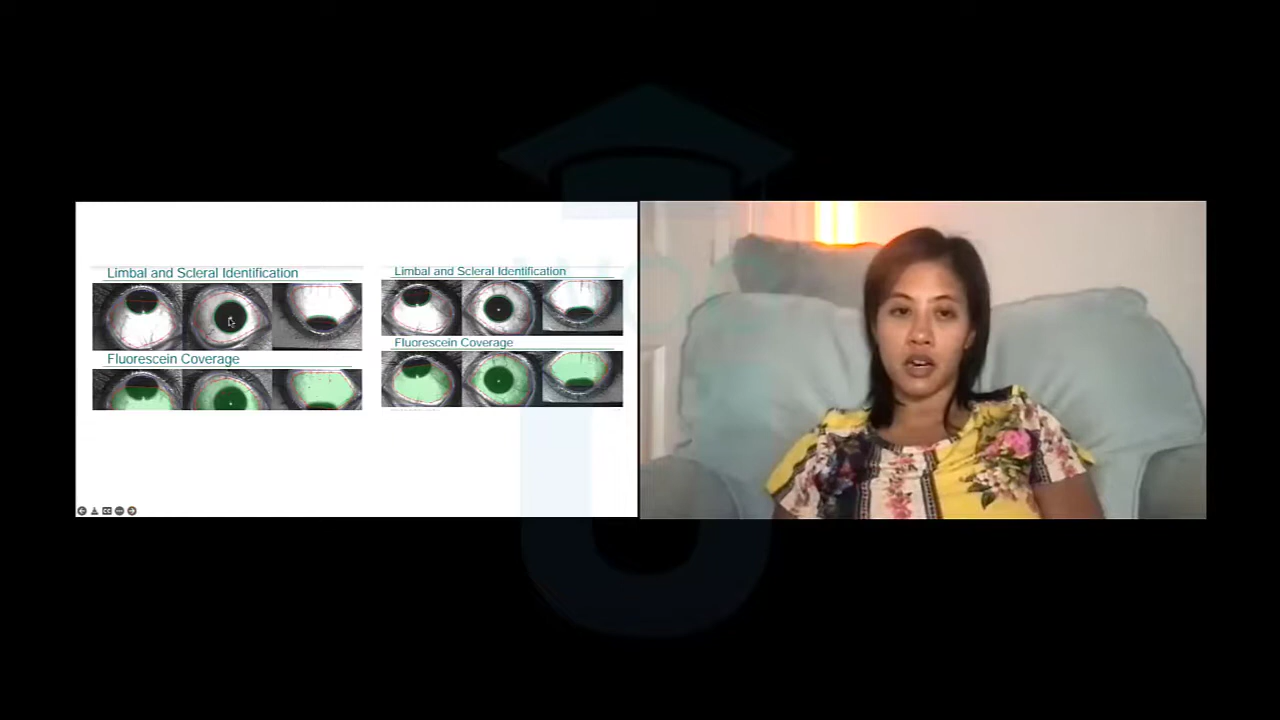 Limbal and Scleral Identification
Fluorescein Coverage
Limbal and Scleral Identification
Fluorescein Coverage